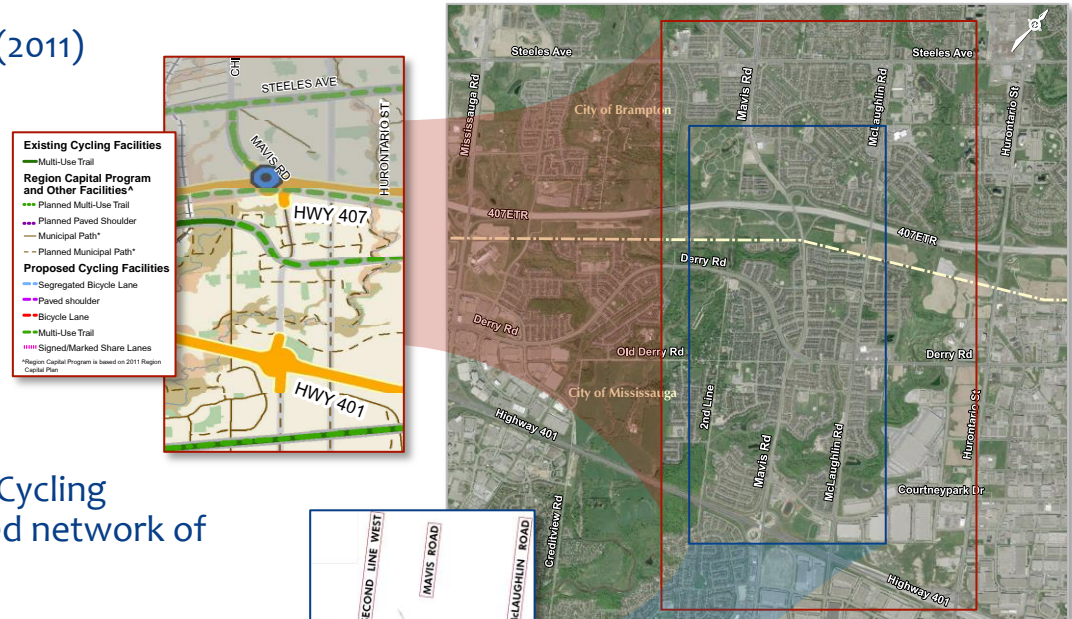 (2011)
Existing Cycling Facilities
Multi-Use Trail
Region Capital Program
and Other Facilities^
Planned Multi-Use Trail
Planned Paved Shoulder
Municipal Path*
Planned Municipal Path*
Proposed Cycling Facilities
Segregated Bicycle Lane
Paved shoulder
Bicycle Lane
Multi-Use Trail
Signed/Marked Share Lanes
^Region Capital Program is based on 2011 Region
Capital Plan
CHI
STEELES AVE
MAVIS RD
HURONTARIO ST
HWY 407
HWY 401
Steeles Ave
Steeles Ave
Mississauga Rd
Mavis Rd
McLaughlin Rd
Hurontario St
City of Brampton
407ETR
407ETR
Derry Rd
Derry Rd
Old Derry Rd
Derry Rd
City of Mississauga
2nd Line
Highway 401
Mavis Rd
McLaughlin Rd
Hurontario St
Courtneypark Dr
Creditview Rd
Highway 401
Cycling
ed network of
SECOND LINE WEST
MAVIS ROAD
McLAUGHLIN ROAD